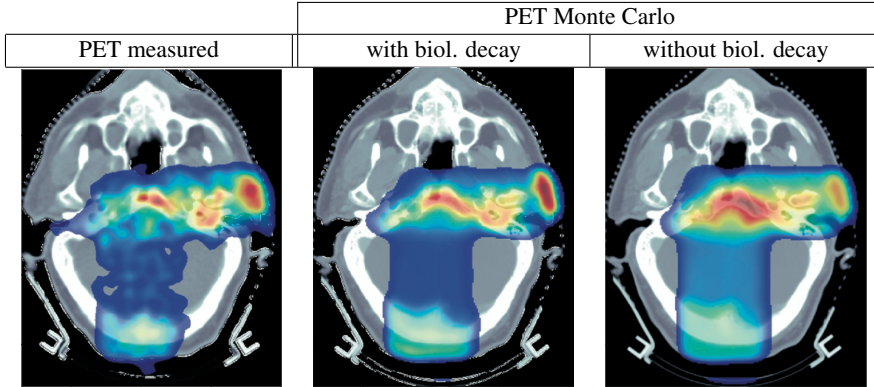 PET Monte Carlo
PET measured with biol. decay without biol. decay